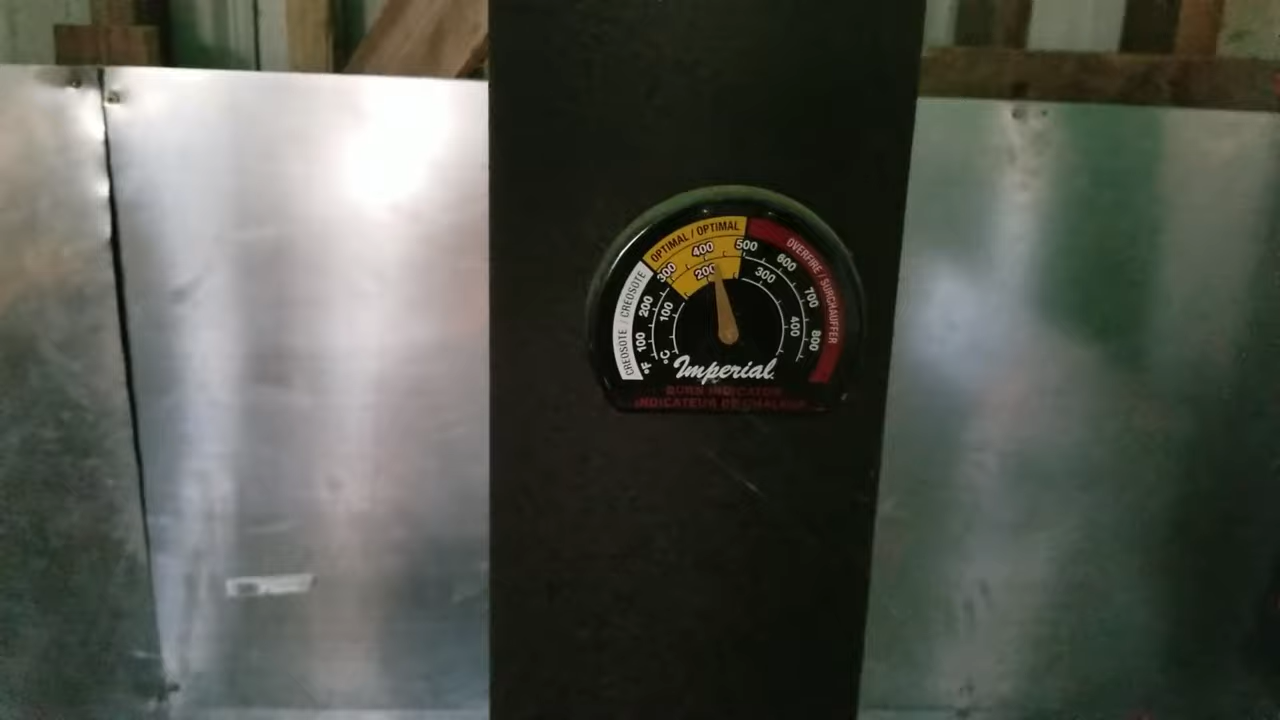 OPTIMAL / OPTIMAL
CREOSOTE / CREOSOTE
OVERFIRE / SURCHAUFFER
°F 100 200 300 400 500 600 700 800
°C 100 200 300 400
Imperial
BURN INDICATOR
INDICATEUR DE CHALEUR